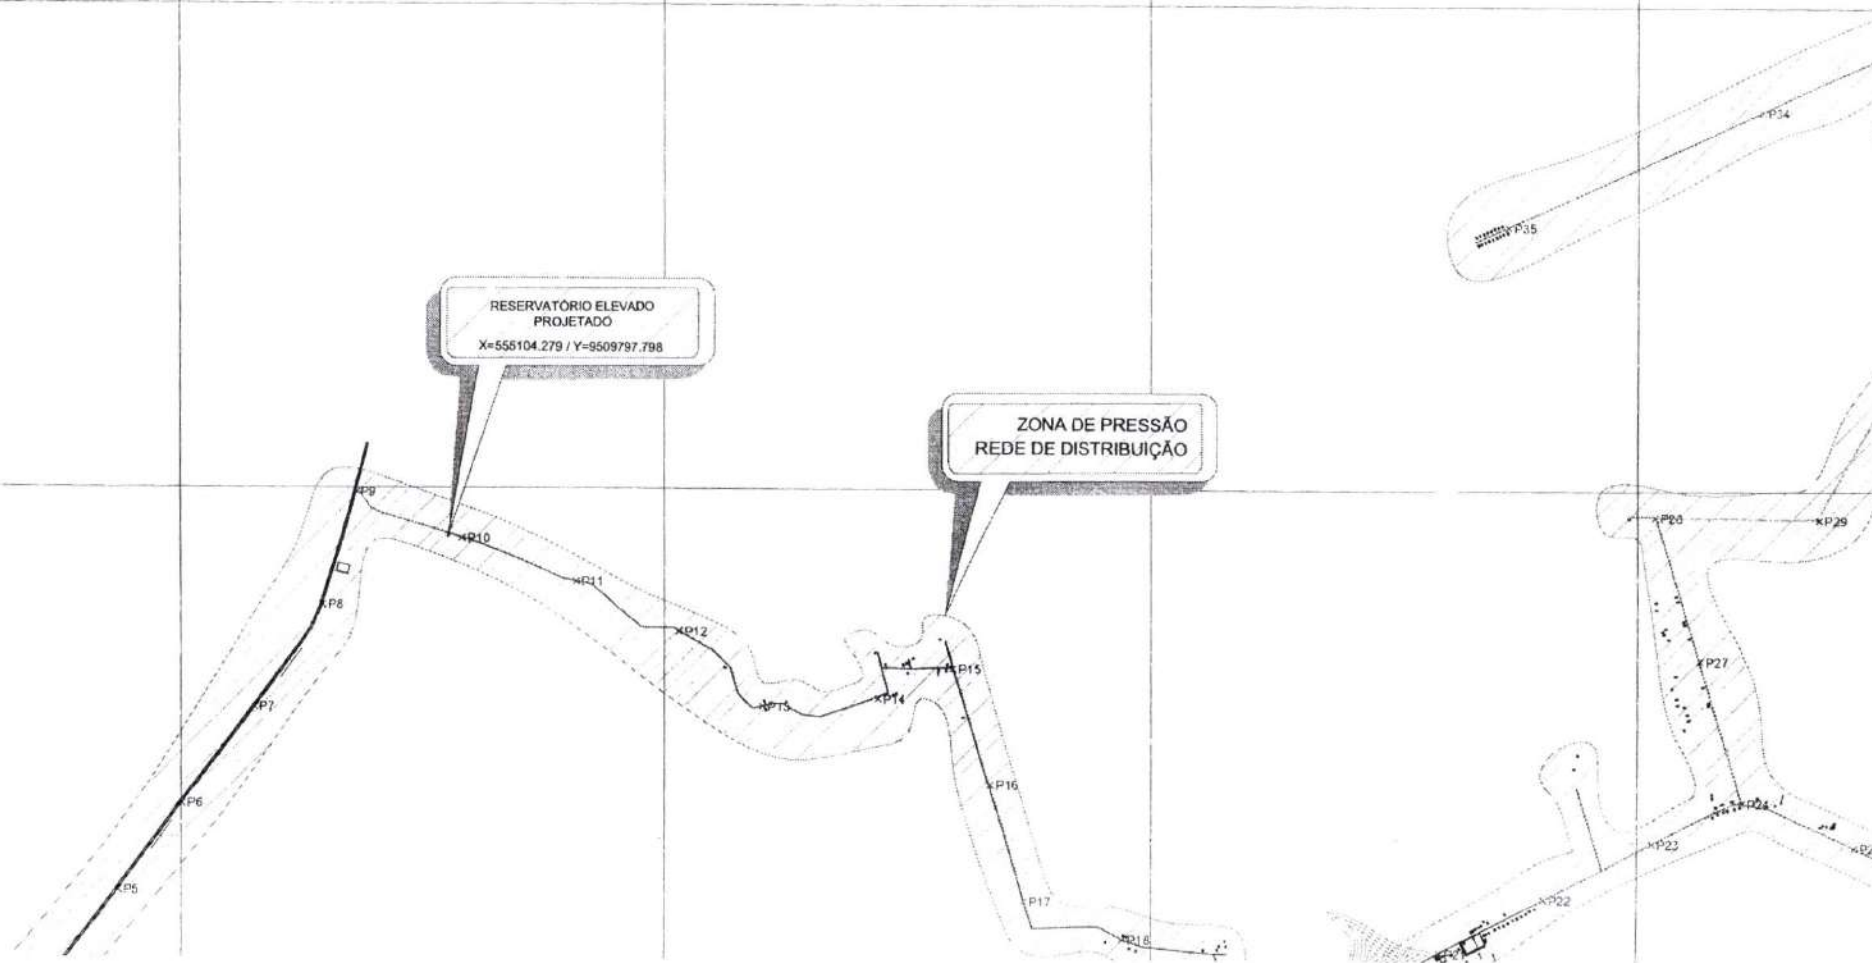 P34
P35
RESERVATÓRIO ELEVADO
PROJETADO
X=555104.279 / Y=9509797.798
ZONA DE PRESSÃO
REDE DE DISTRIBUIÇÃO
P9
P29
P10
P11
P8
P12
P15
P27
P14
P7
P13
P16
P6
P24
P23
P5
P17
P22
P18